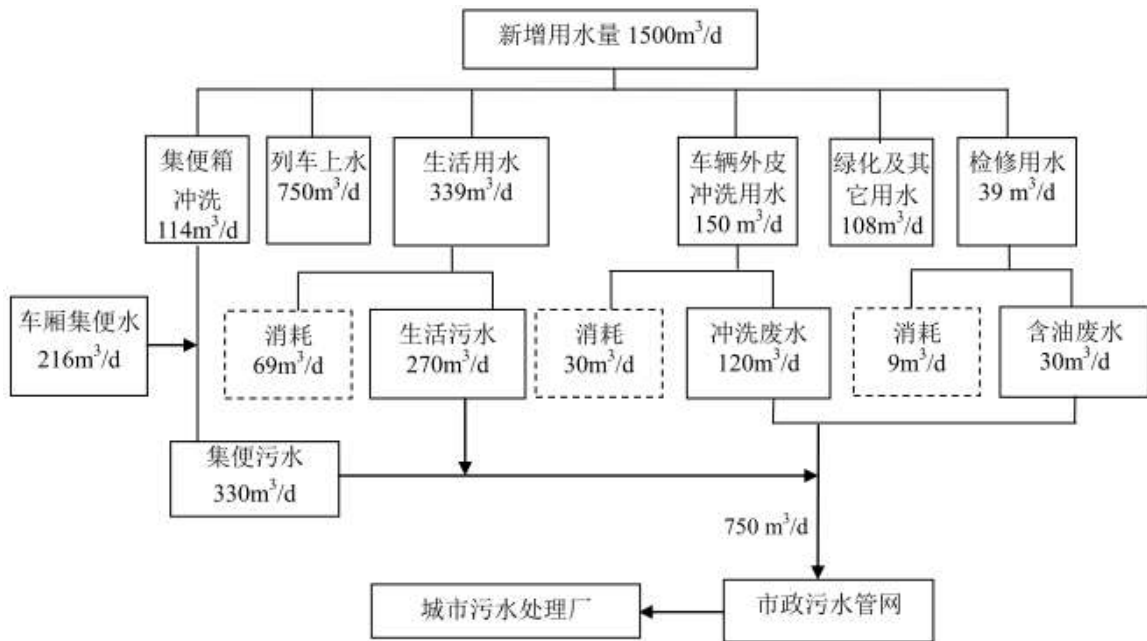 新增用水量 1500m³/d
集便箱
冲洗
114m³/d
列车上水
750m³/d
生活用水
339m³/d
车辆外皮
冲洗用水
150 m³/d
绿化及其
它用水
108m³/d
检修用水
39 m³/d
车厢集便水
216m³/d
消耗
69m³/d
生活污水
270m³/d
消耗
30m³/d
冲洗废水
120m³/d
消耗
9m³/d
含油废水
30m³/d
集便污水
330m³/d
750 m³/d
城市污水处理厂
市政污水管网